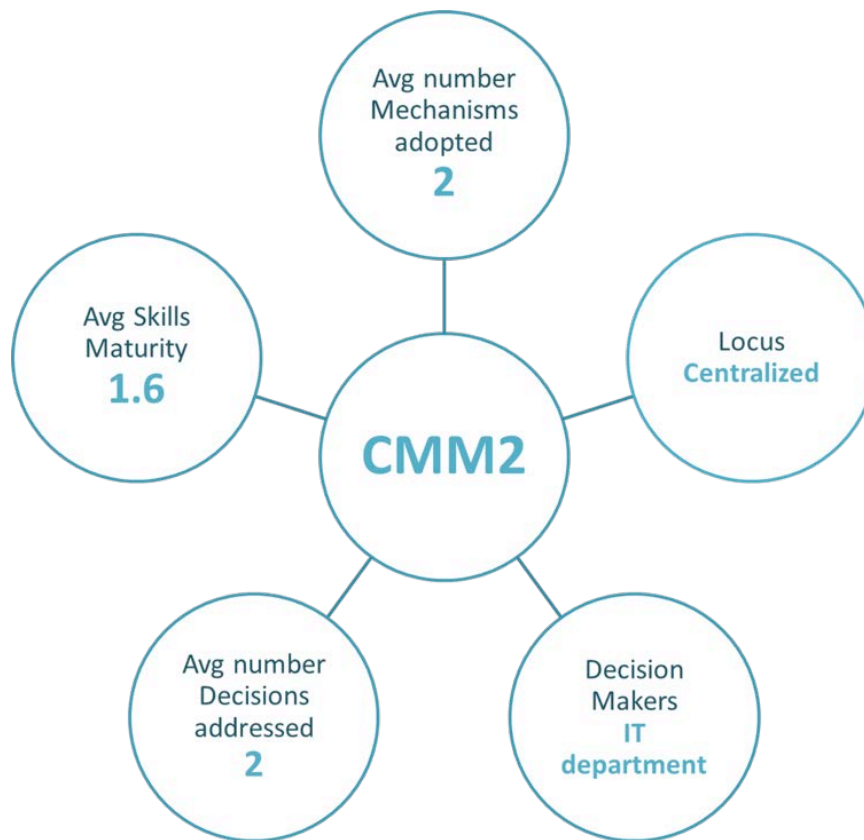 Avg number
Mechanisms
adopted
2
Avg Skills
Maturity
1.6
Locus
Centralized
CMM2
Avg number
Decisions
addressed
2
Decision
Makers
IT
department